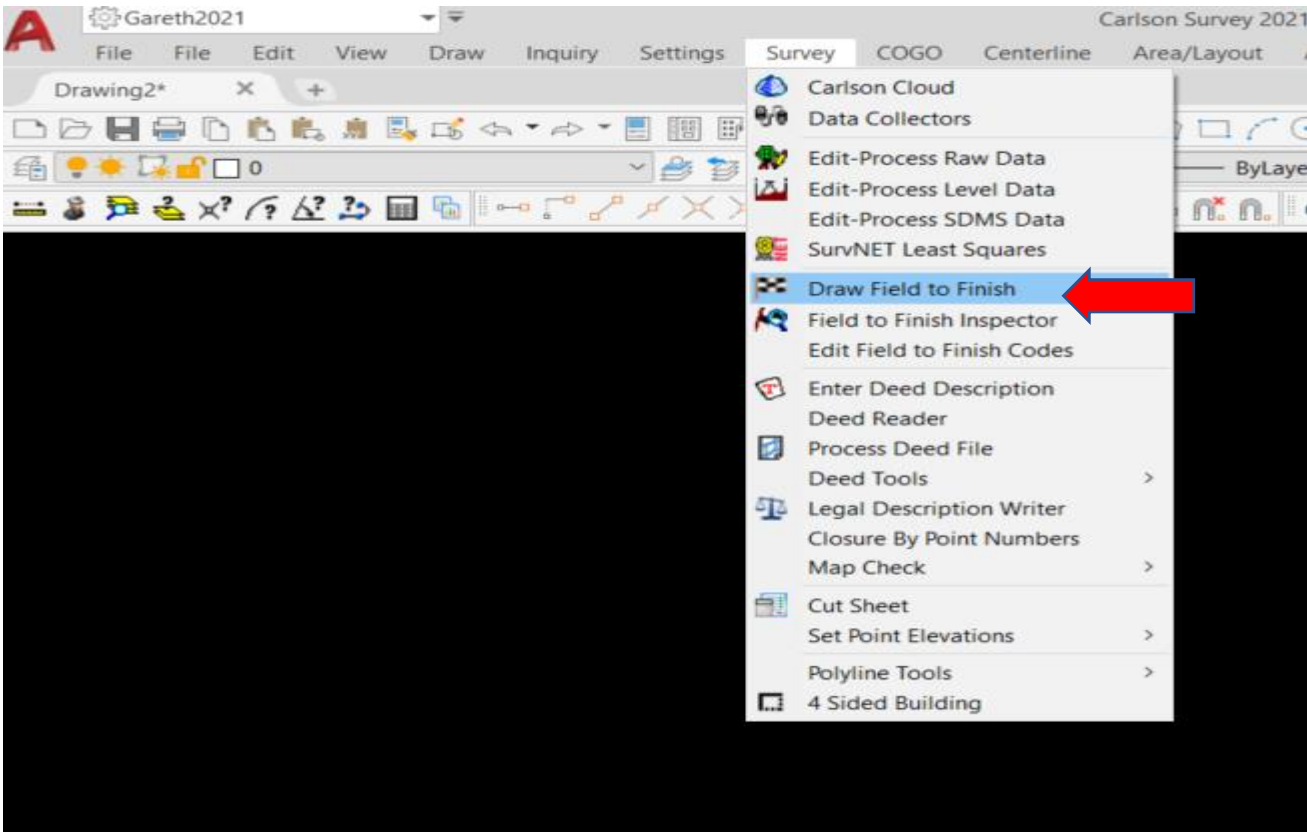 Gareth2021
Carlson Survey 2021
File File Edit View Draw Inquiry Settings Survey COGO Centerline Area/Layout
Drawing2*
0
Carlson Cloud
Data Collectors
Edit-Process Raw Data
Edit-Process Level Data
Edit-Process SDMS Data
SurvNET Least Squares
Draw Field to Finish
Field to Finish Inspector
Edit Field to Finish Codes
Enter Deed Description
Deed Reader
Process Deed File
Deed Tools
Legal Description Writer
Closure By Point Numbers
Map Check
Cut Sheet
Set Point Elevations
Polyline Tools
4 Sided Building
ByLaye